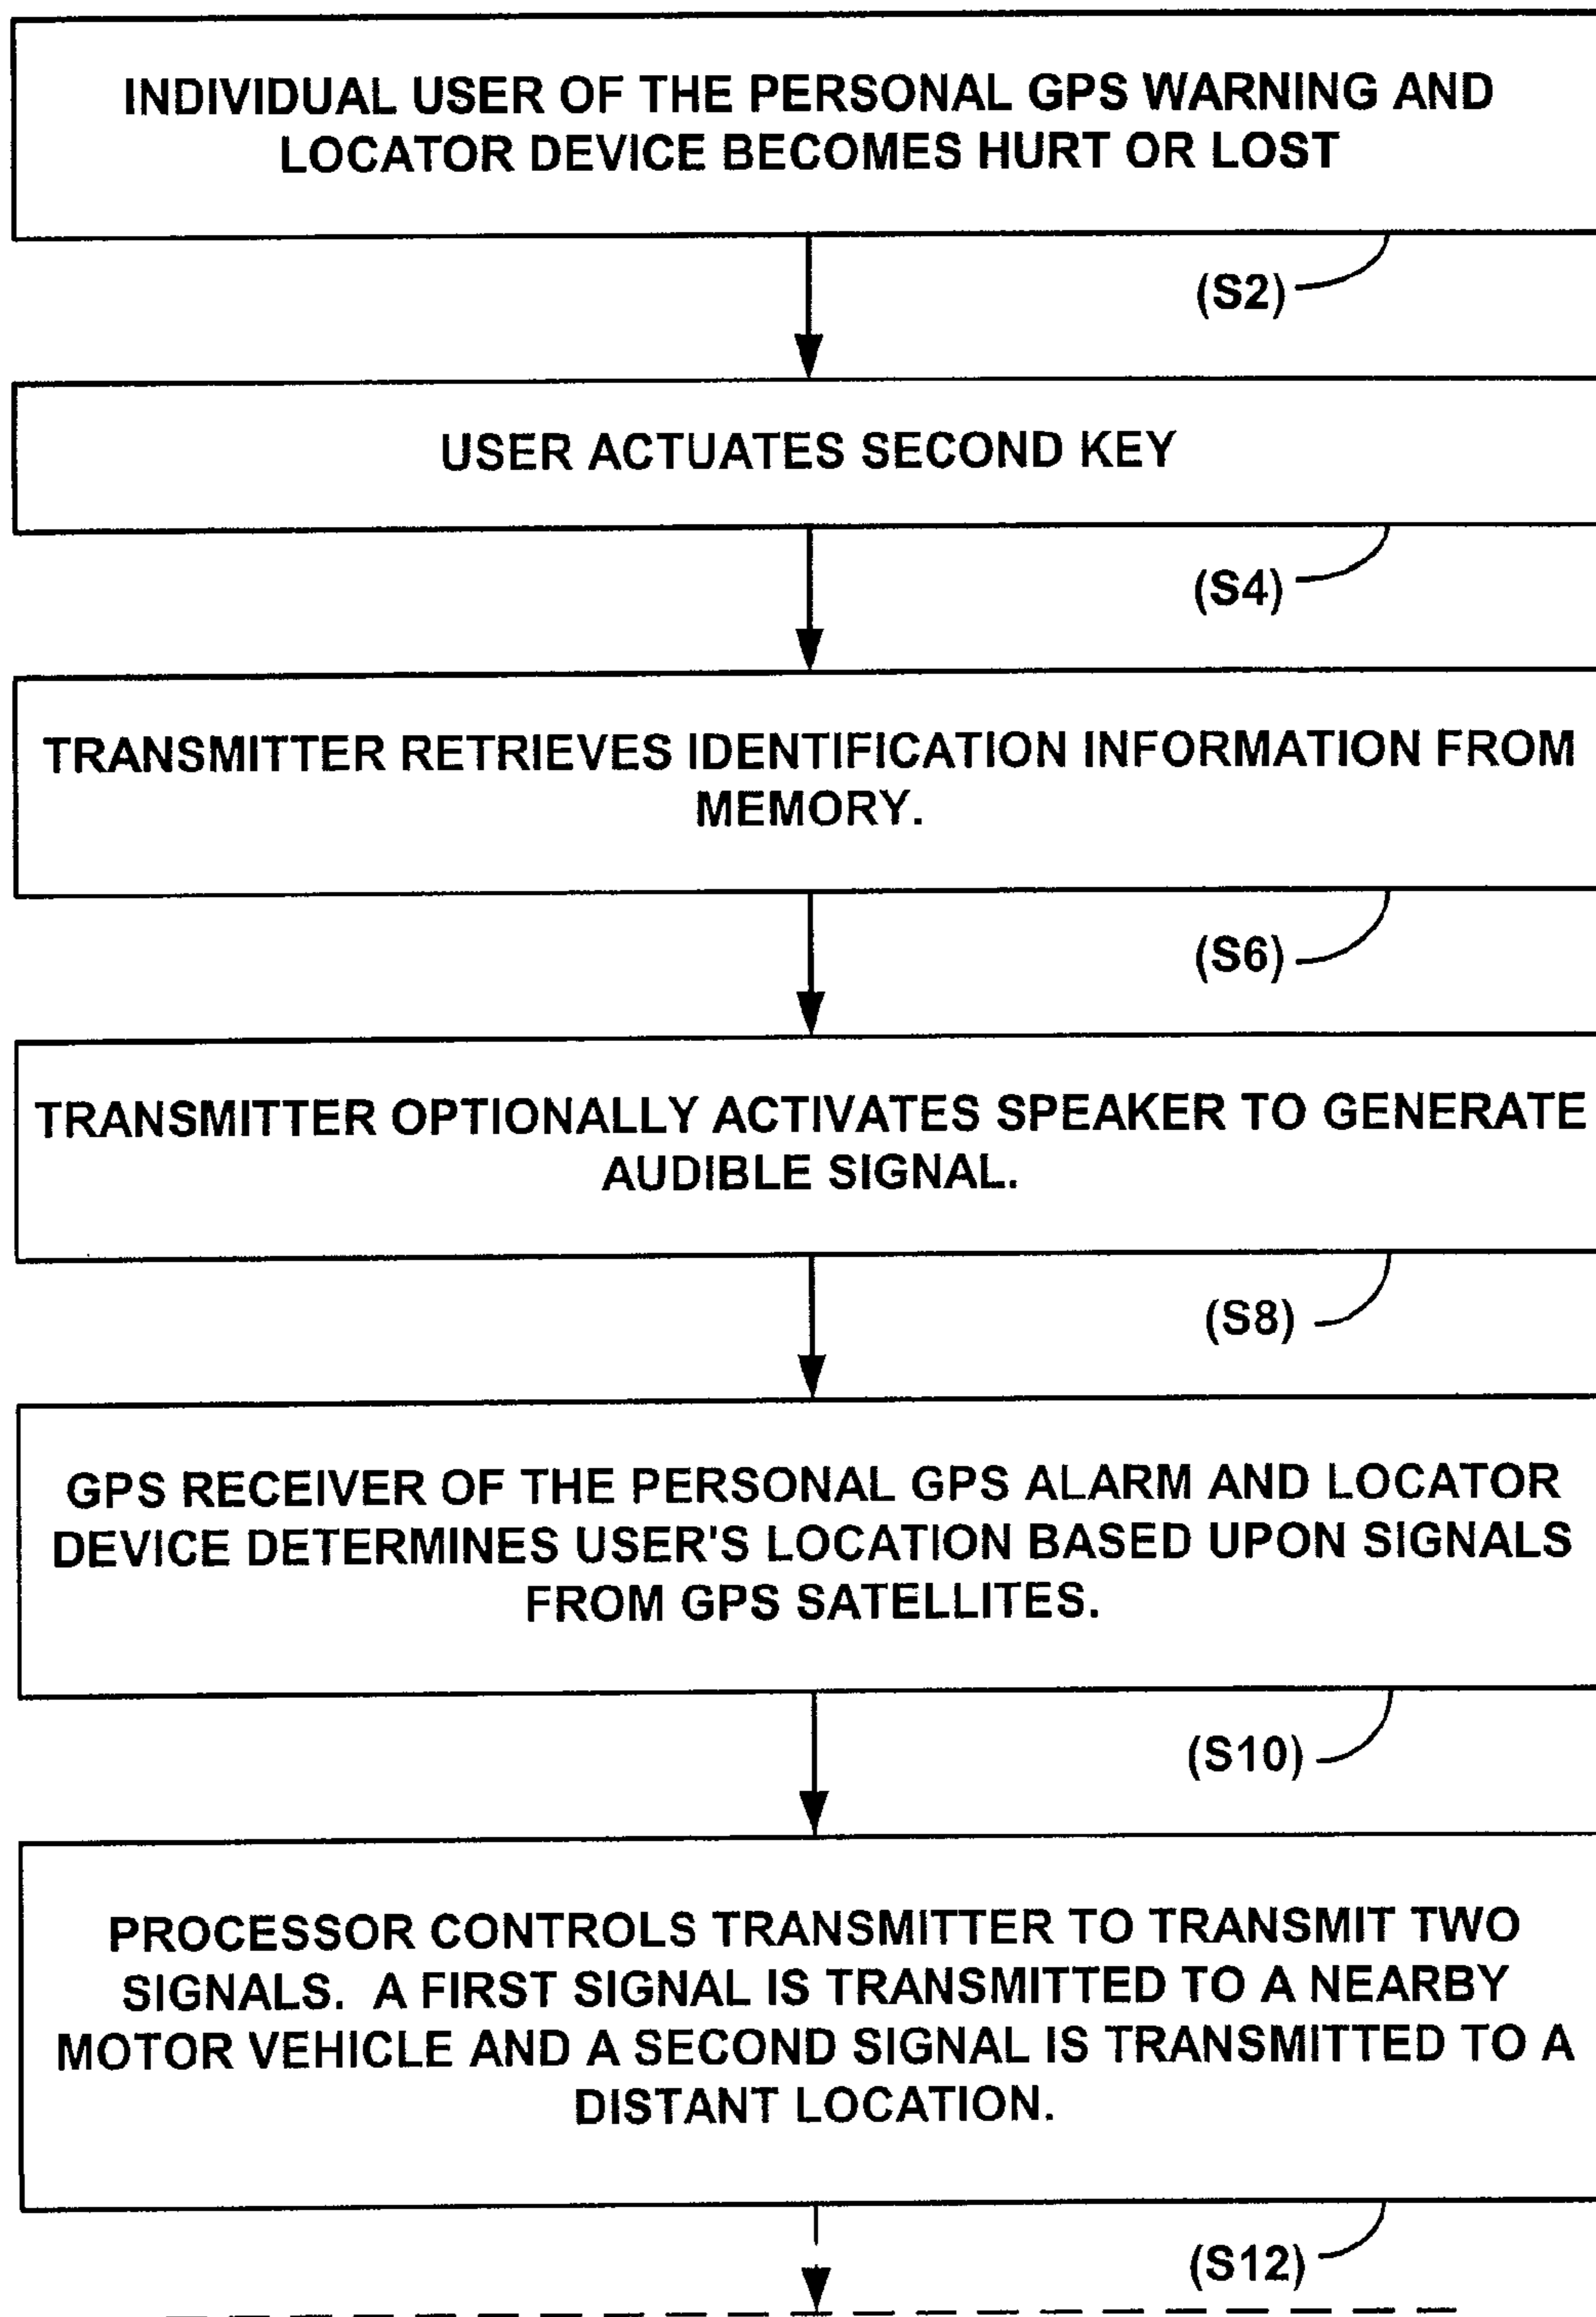 INDIVIDUAL USER OF THE PERSONAL GPS WARNING AND
LOCATOR DEVICE BECOMES HURT OR LOST
(S2)
USER ACTUATES SECOND KEY
(S4)
TRANSMITTER RETRIEVES IDENTIFICATION INFORMATION FROM
MEMORY.
(S6)
TRANSMITTER OPTIONALLY ACTIVATES SPEAKER TO GENERATE
AUDIBLE SIGNAL.
(S8)
GPS RECEIVER OF THE PERSONAL GPS ALARM AND LOCATOR
DEVICE DETERMINES USER'S LOCATION BASED UPON SIGNALS
FROM GPS SATELLITES.
(S10)
PROCESSOR CONTROLS TRANSMITTER TO TRANSMIT TWO
SIGNALS. A FIRST SIGNAL IS TRANSMITTED TO A NEARBY
MOTOR VEHICLE AND A SECOND SIGNAL IS TRANSMITTED TO A
DISTANT LOCATION.
(S12)